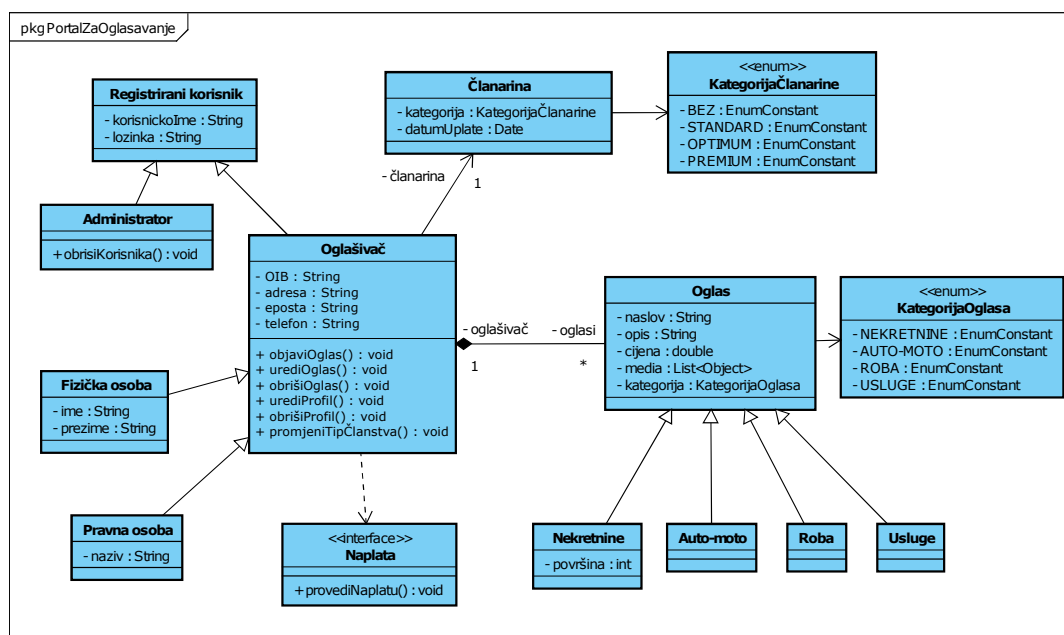 pkg PortalZaOglasavanje
Registrirani korisnik
- korisnickoIme : String
- lozinka : String
Članarina
- kategorija : KategorijaČlanarine
- datumUplate : Date
<<enum>>
KategorijaČlanarine
- BEZ : EnumConstant
- STANDARD : EnumConstant
- OPTIMUM : EnumConstant
- PREMIUM : EnumConstant
- članarina
1
Administrator
+ obrisiKorisnika() : void
Oglašivač
- OIB : String
- adresa : String
- eposta : String
- telefon : String
+ objaviOglas() : void
+ urediOglas() : void
+ obrišiOglas() : void
+ urediProfil() : void
+ obrišiProfil() : void
+ promjeniTipČlanstva() : void
- oglašivač
1
- oglasi
*
Oglas
- naslov : String
- opis : String
- cijena : double
- media : List<Object>
- kategorija : KategorijaOglasa
<<enum>>
KategorijaOglasa
- NEKRETNINE : EnumConstant
- AUTO-MOTO : EnumConstant
- ROBA : EnumConstant
- USLUGE : EnumConstant
Fizička osoba
- ime : String
- prezime : String
Pravna osoba
- naziv : String
<<interface>>
Naplata
+ provediNaplatu() : void
Nekretnine
- površina : int
Auto-moto
Roba
Usluge